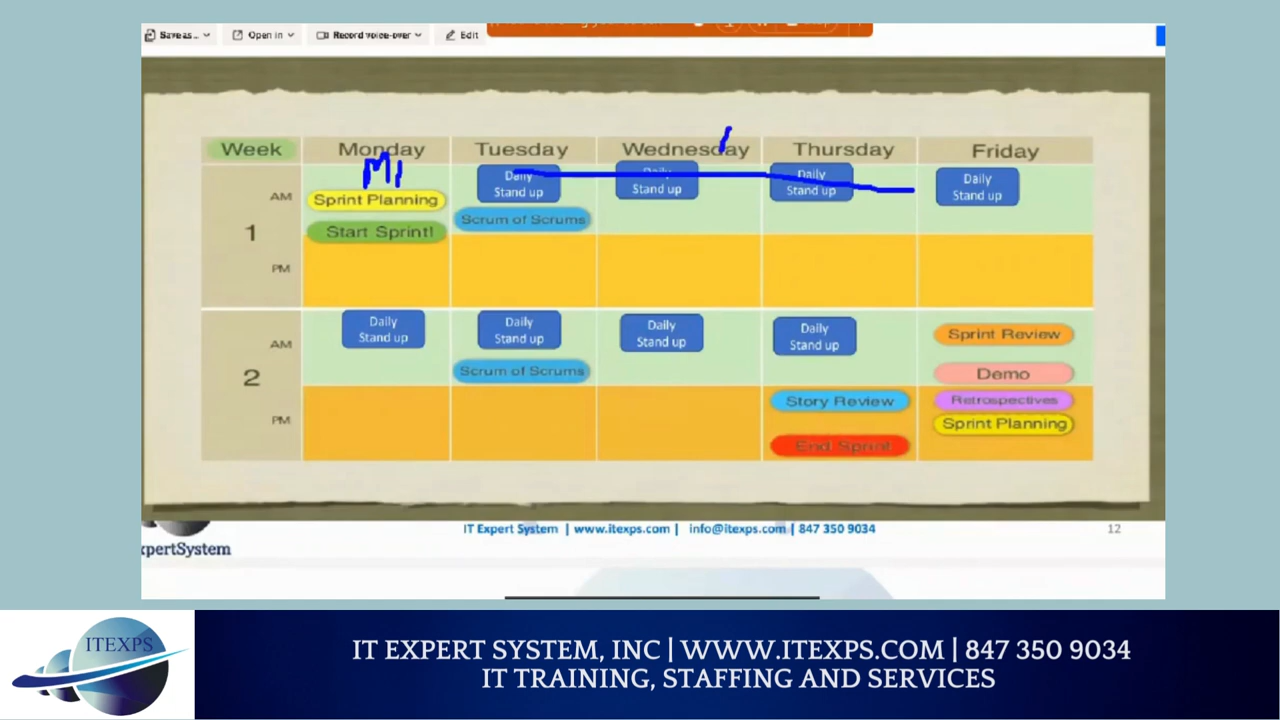 Save as... Open in Record voice-over Edit
Week Monday Tuesday Wednesday Thursday Friday
M1
AM Sprint Planning Daily Stand up Daily Stand up Daily Stand up Daily Stand up
1 Start Sprint! Scrum of Scrums
PM
AM Daily Stand up Daily Stand up Daily Stand up Daily Stand up Sprint Review
2 Scrum of Scrums Demo
PM Story Review Retrospectives
End Sprint Sprint Planning
IT Expert System | www.itexps.com | info@itexps.com | 847 350 9034 12
xpertSystem
ITEXPS
IT EXPERT SYSTEM, INC | WWW.ITEXPS.COM | 847 350 9034
IT TRAINING, STAFFING AND SERVICES